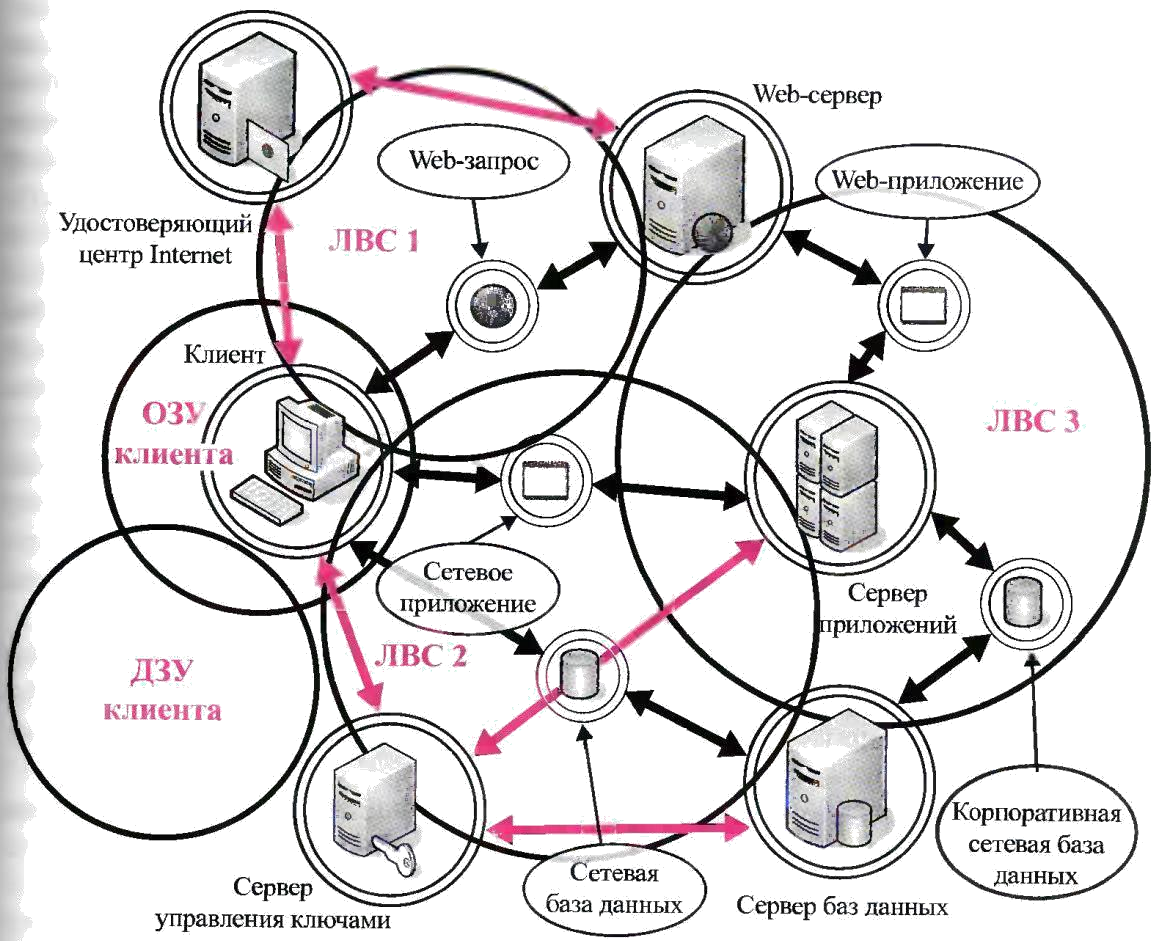 Web-сервер
Web-запрос
Web-приложение
Удостоверяющий
центр Internet
ЛВС 1
Клиент
ОЗУ
клиента
ЛВС 3
Сетевое
приложение
Сервер
приложений
ЛВС 2
ДЗУ
клиента
Корпоративная
сетевая база
данных
Сетевая
база данных
Сервер
управления ключами
Сервер баз данных